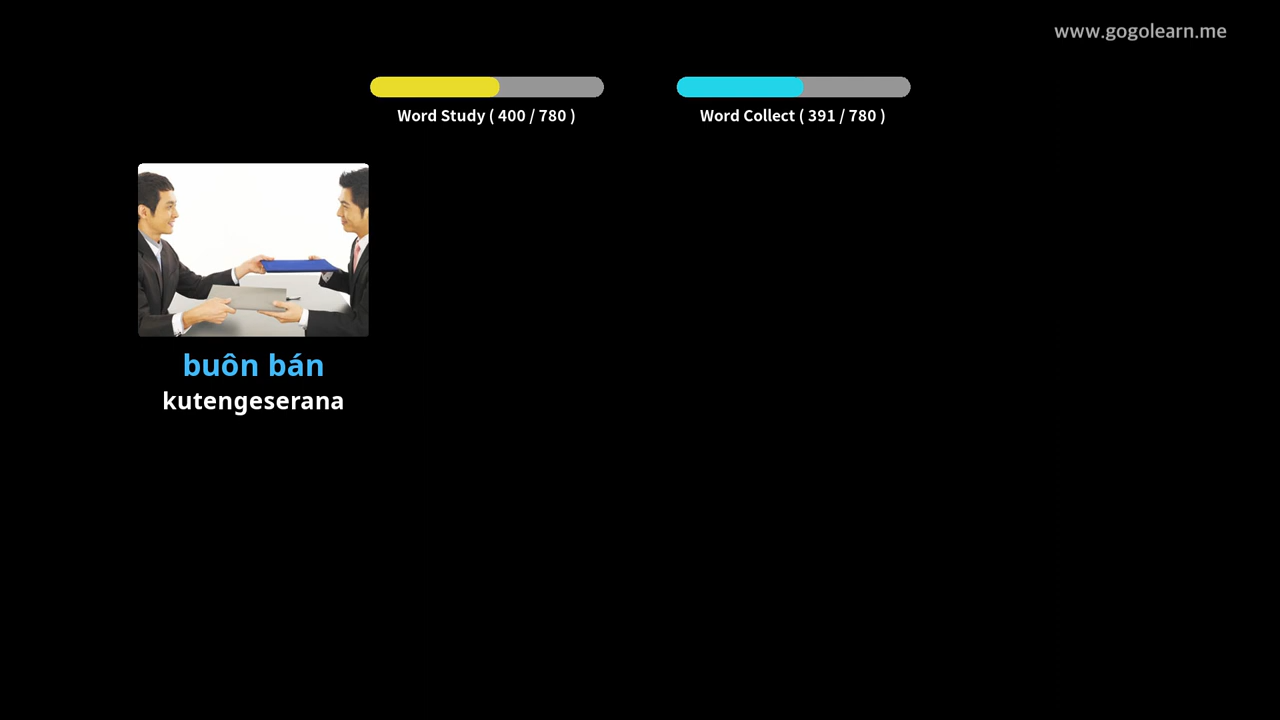 www.gogolearn.me
Word Study ( 400 / 780 )
Word Collect ( 391 / 780 )
buôn bán
kutengeserana